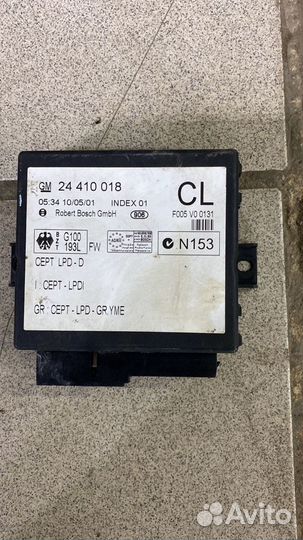 GM 24 410 018 CL
05:34 10/05/01 INDEX 01
Robert Bosch GmbH 906 F005 V0 0131
G100
193L FW N153
CEPT LPD - D
I : CEPT - LPDI
GR : CEPT - LPD - GR.YME
Avito